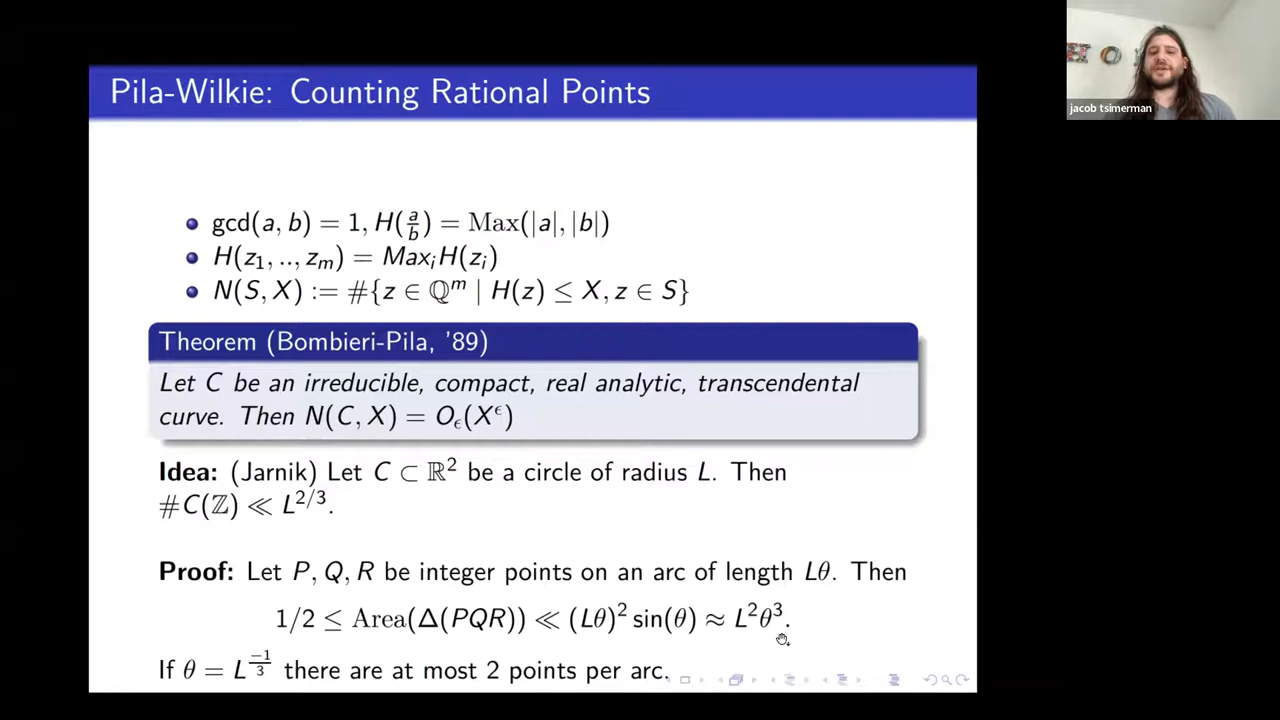 Pila-Wilkie: Counting Rational Points
jacob tsimerman
gcd(a, b) = 1, H(a/b) = Max(|a|, |b|)
H(z₁, .., zₘ) = MaxᵢH(zᵢ)
N(S, X) := #{z ∈ ℚᵐ | H(z) ≤ X, z ∈ S}
Theorem (Bombieri-Pila, '89)
Let C be an irreducible, compact, real analytic, transcendental
curve. Then N(C, X) = O_ϵ(X^ϵ)
Idea: (Jarnik) Let C ⊂ ℝ² be a circle of radius L. Then
#C(ℤ) ≪ L^{2/3}.
Proof: Let P, Q, R be integer points on an arc of length Lθ. Then
1/2 ≤ Area(Δ(PQR)) ≪ (Lθ)² sin(θ) ≈ L²θ³.
If θ = L^{-1/3} there are at most 2 points per arc.